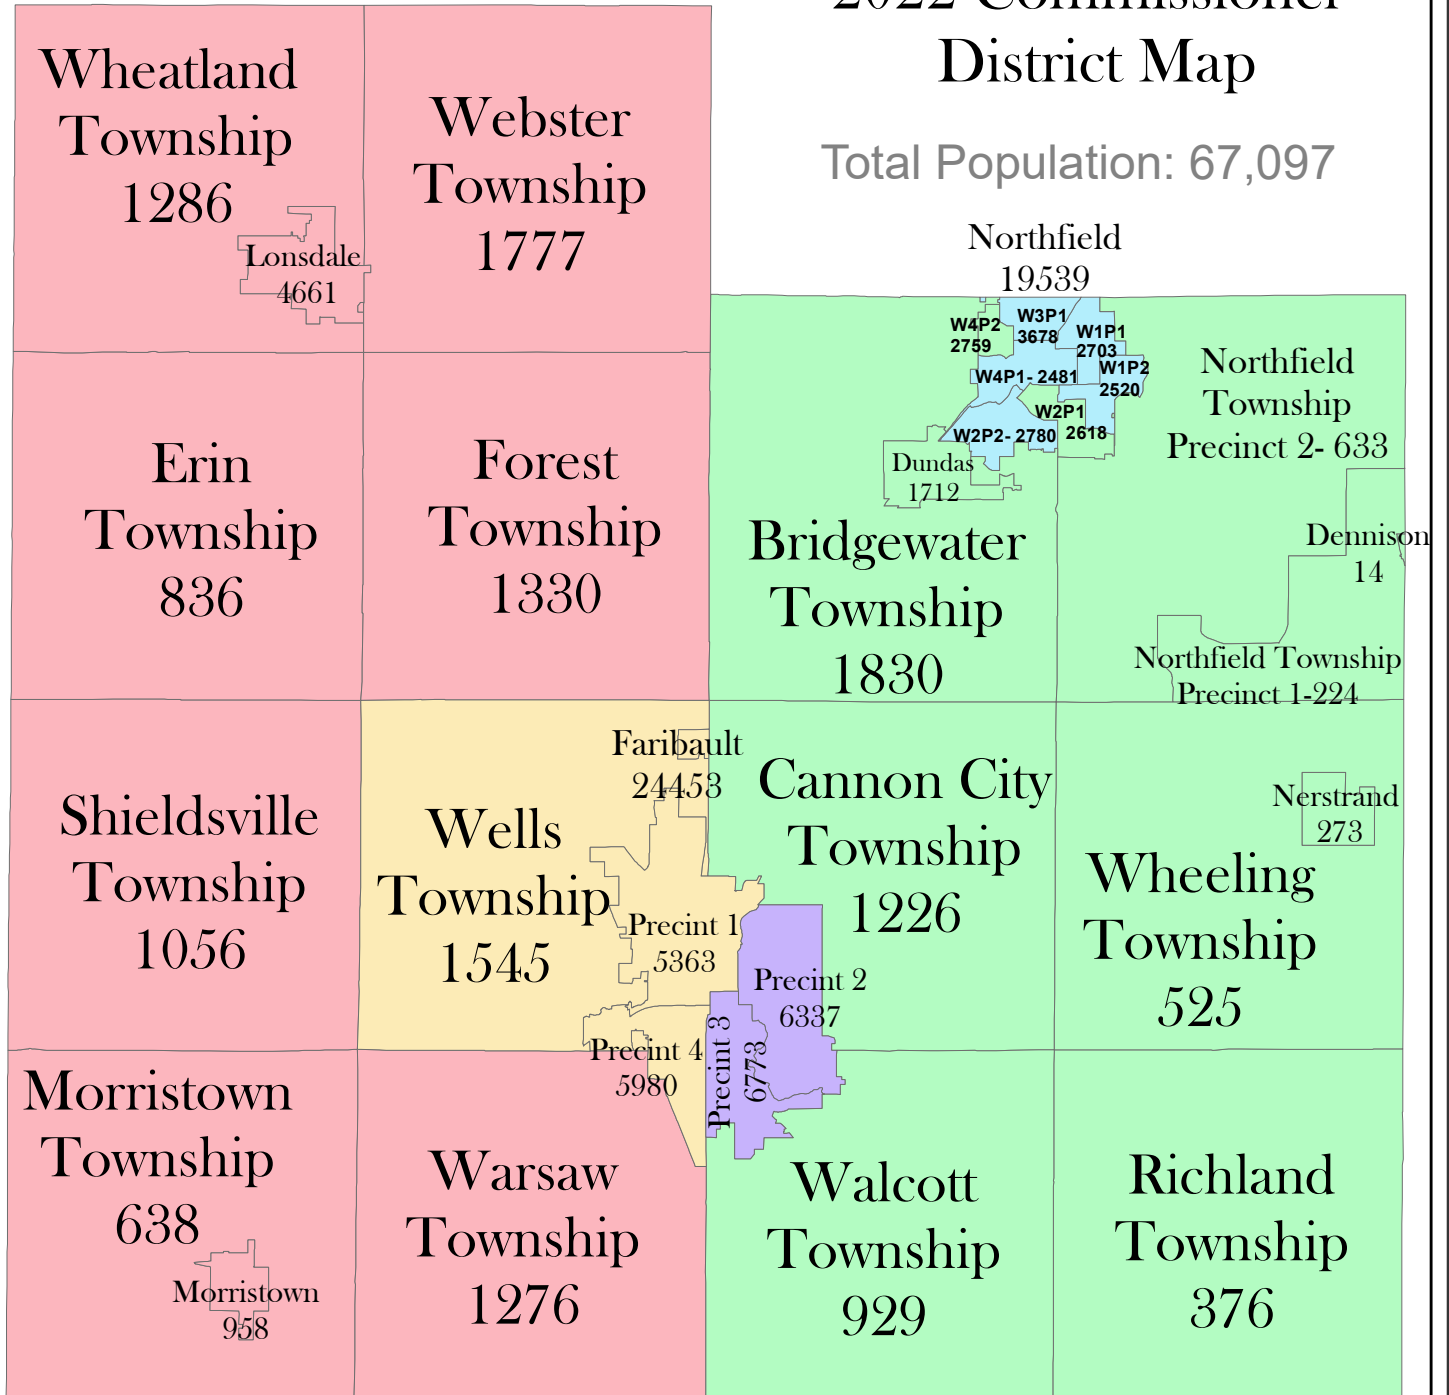 2022 Commissioner
District Map
Total Population: 67,097
Wheatland
Township
1286
Lonsdale
4661
Webster
Township
1777
Northfield
19539
W4P2
2759
W3P1
3678
W1P1
2703
W1P2
2520
W4P1- 2481
W2P1
2618
W2P2- 2780
Dundas
1712
Northfield
Township
Precinct 2- 633
Erin
Township
836
Forest
Township
1330
Bridgewater
Township
1830
Dennison
14
Northfield Township
Precinct 1-224
Shieldsville
Township
1056
Wells
Township
1545
Faribault
24453
Precint 1
5363
Precint 2
6337
Precint 3
6773
Precint 4
5980
Cannon City
Township
1226
Nerstrand
273
Wheeling
Township
525
Morristown
Township
638
Morristown
958
Warsaw
Township
1276
Walcott
Township
929
Richland
Township
376